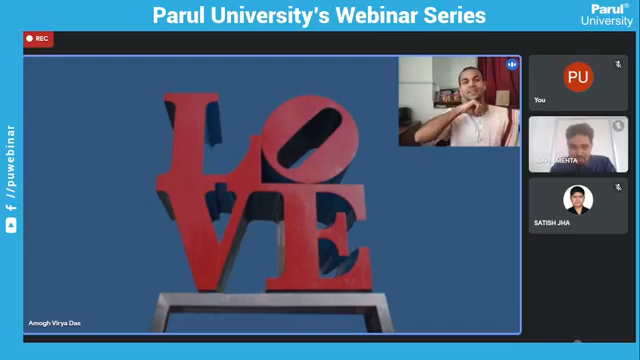 Parul University's Webinar Series
Parul®
University
REC
LO
VE
PU
You
MEHTA
SATISH JHA
Amogh Virya Das
f //puwebinar